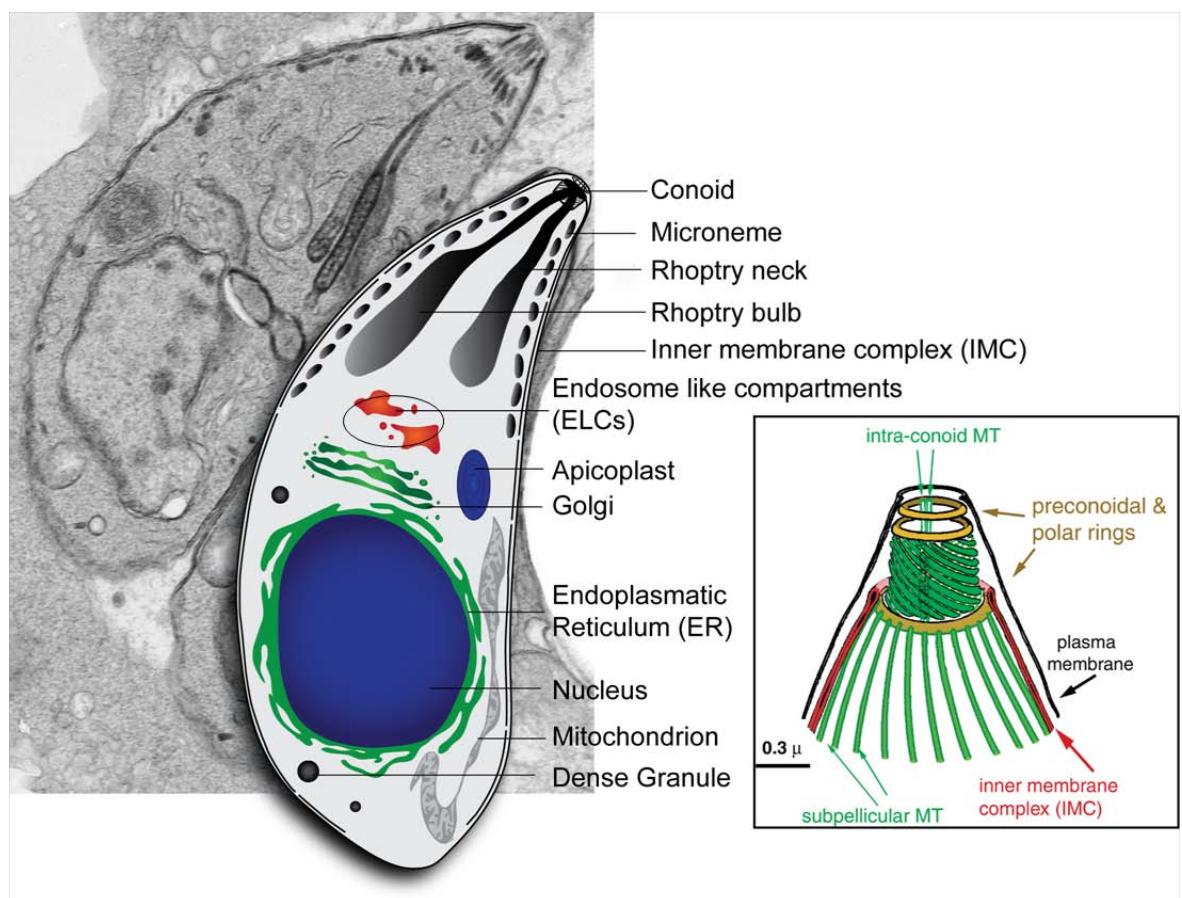 Conoid
Microneme
Rhoptry neck
Rhoptry bulb
Inner membrane complex (IMC)
Endosome like compartments
(ELCs)
Apicoplast
Golgi
Endoplasmatic
Reticulum (ER)
Nucleus
Mitochondrion
Dense Granule
intra-conoid MT
preconoidal &
polar rings
plasma
membrane
0.3 μ
inner membrane
complex (IMC)
subpellicular MT